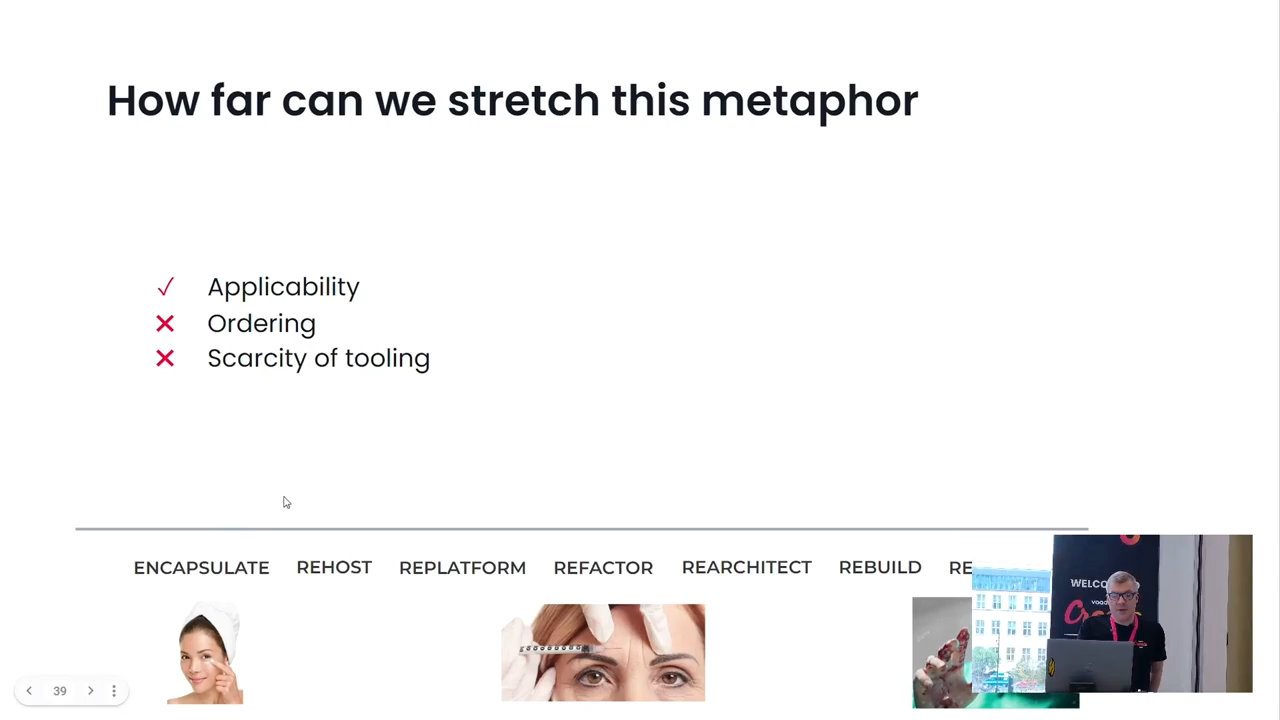 How far can we stretch this metaphor
✓ Applicability
✕ Ordering
✕ Scarcity of tooling
ENCAPSULATE REHOST REPLATFORM REFACTOR REARCHITECT REBUILD RE
39